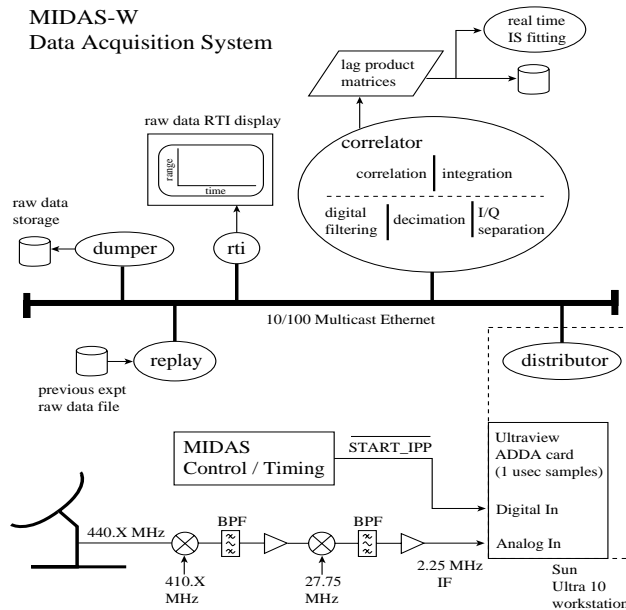 MIDAS-W
Data Acquisition System
real time
IS fitting
lag product
matrices
raw data RTI display
correlator
range
time
correlation
integration
digital
filtering
decimation
I/Q
separation
raw data
storage
dumper
rti
10/100 Multicast Ethernet
replay
distributor
previous expt
raw data file
MIDAS
Control / Timing
START_IPP
Ultraview
ADDA card
(1 usec samples)
Digital In
Analog In
440.X MHz
BPF
BPF
410.X
MHz
27.75
MHz
2.25 MHz
IF
Sun
Ultra 10
workstation